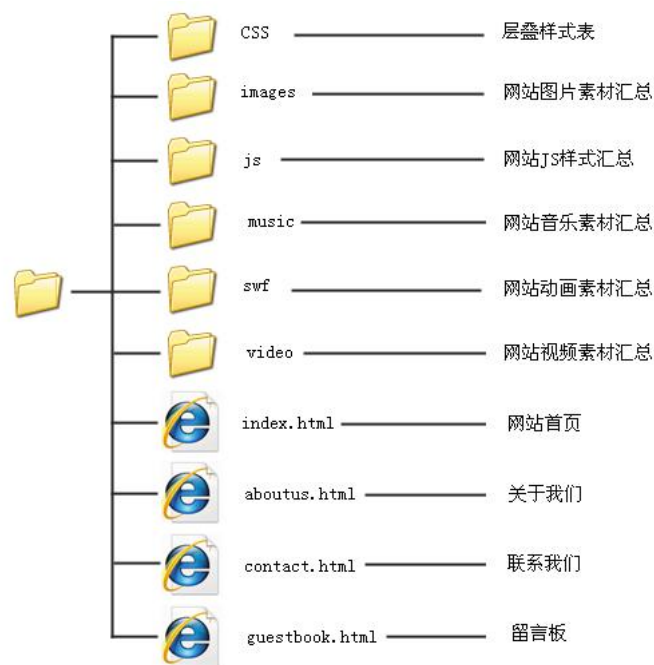 CSS 层叠样式表
images 网站图片素材汇总
js 网站JS样式汇总
music 网站音乐素材汇总
swf 网站动画素材汇总
video 网站视频素材汇总
index.html 网站首页
aboutus.html 关于我们
contact.html 联系我们
guestbook.html 留言板